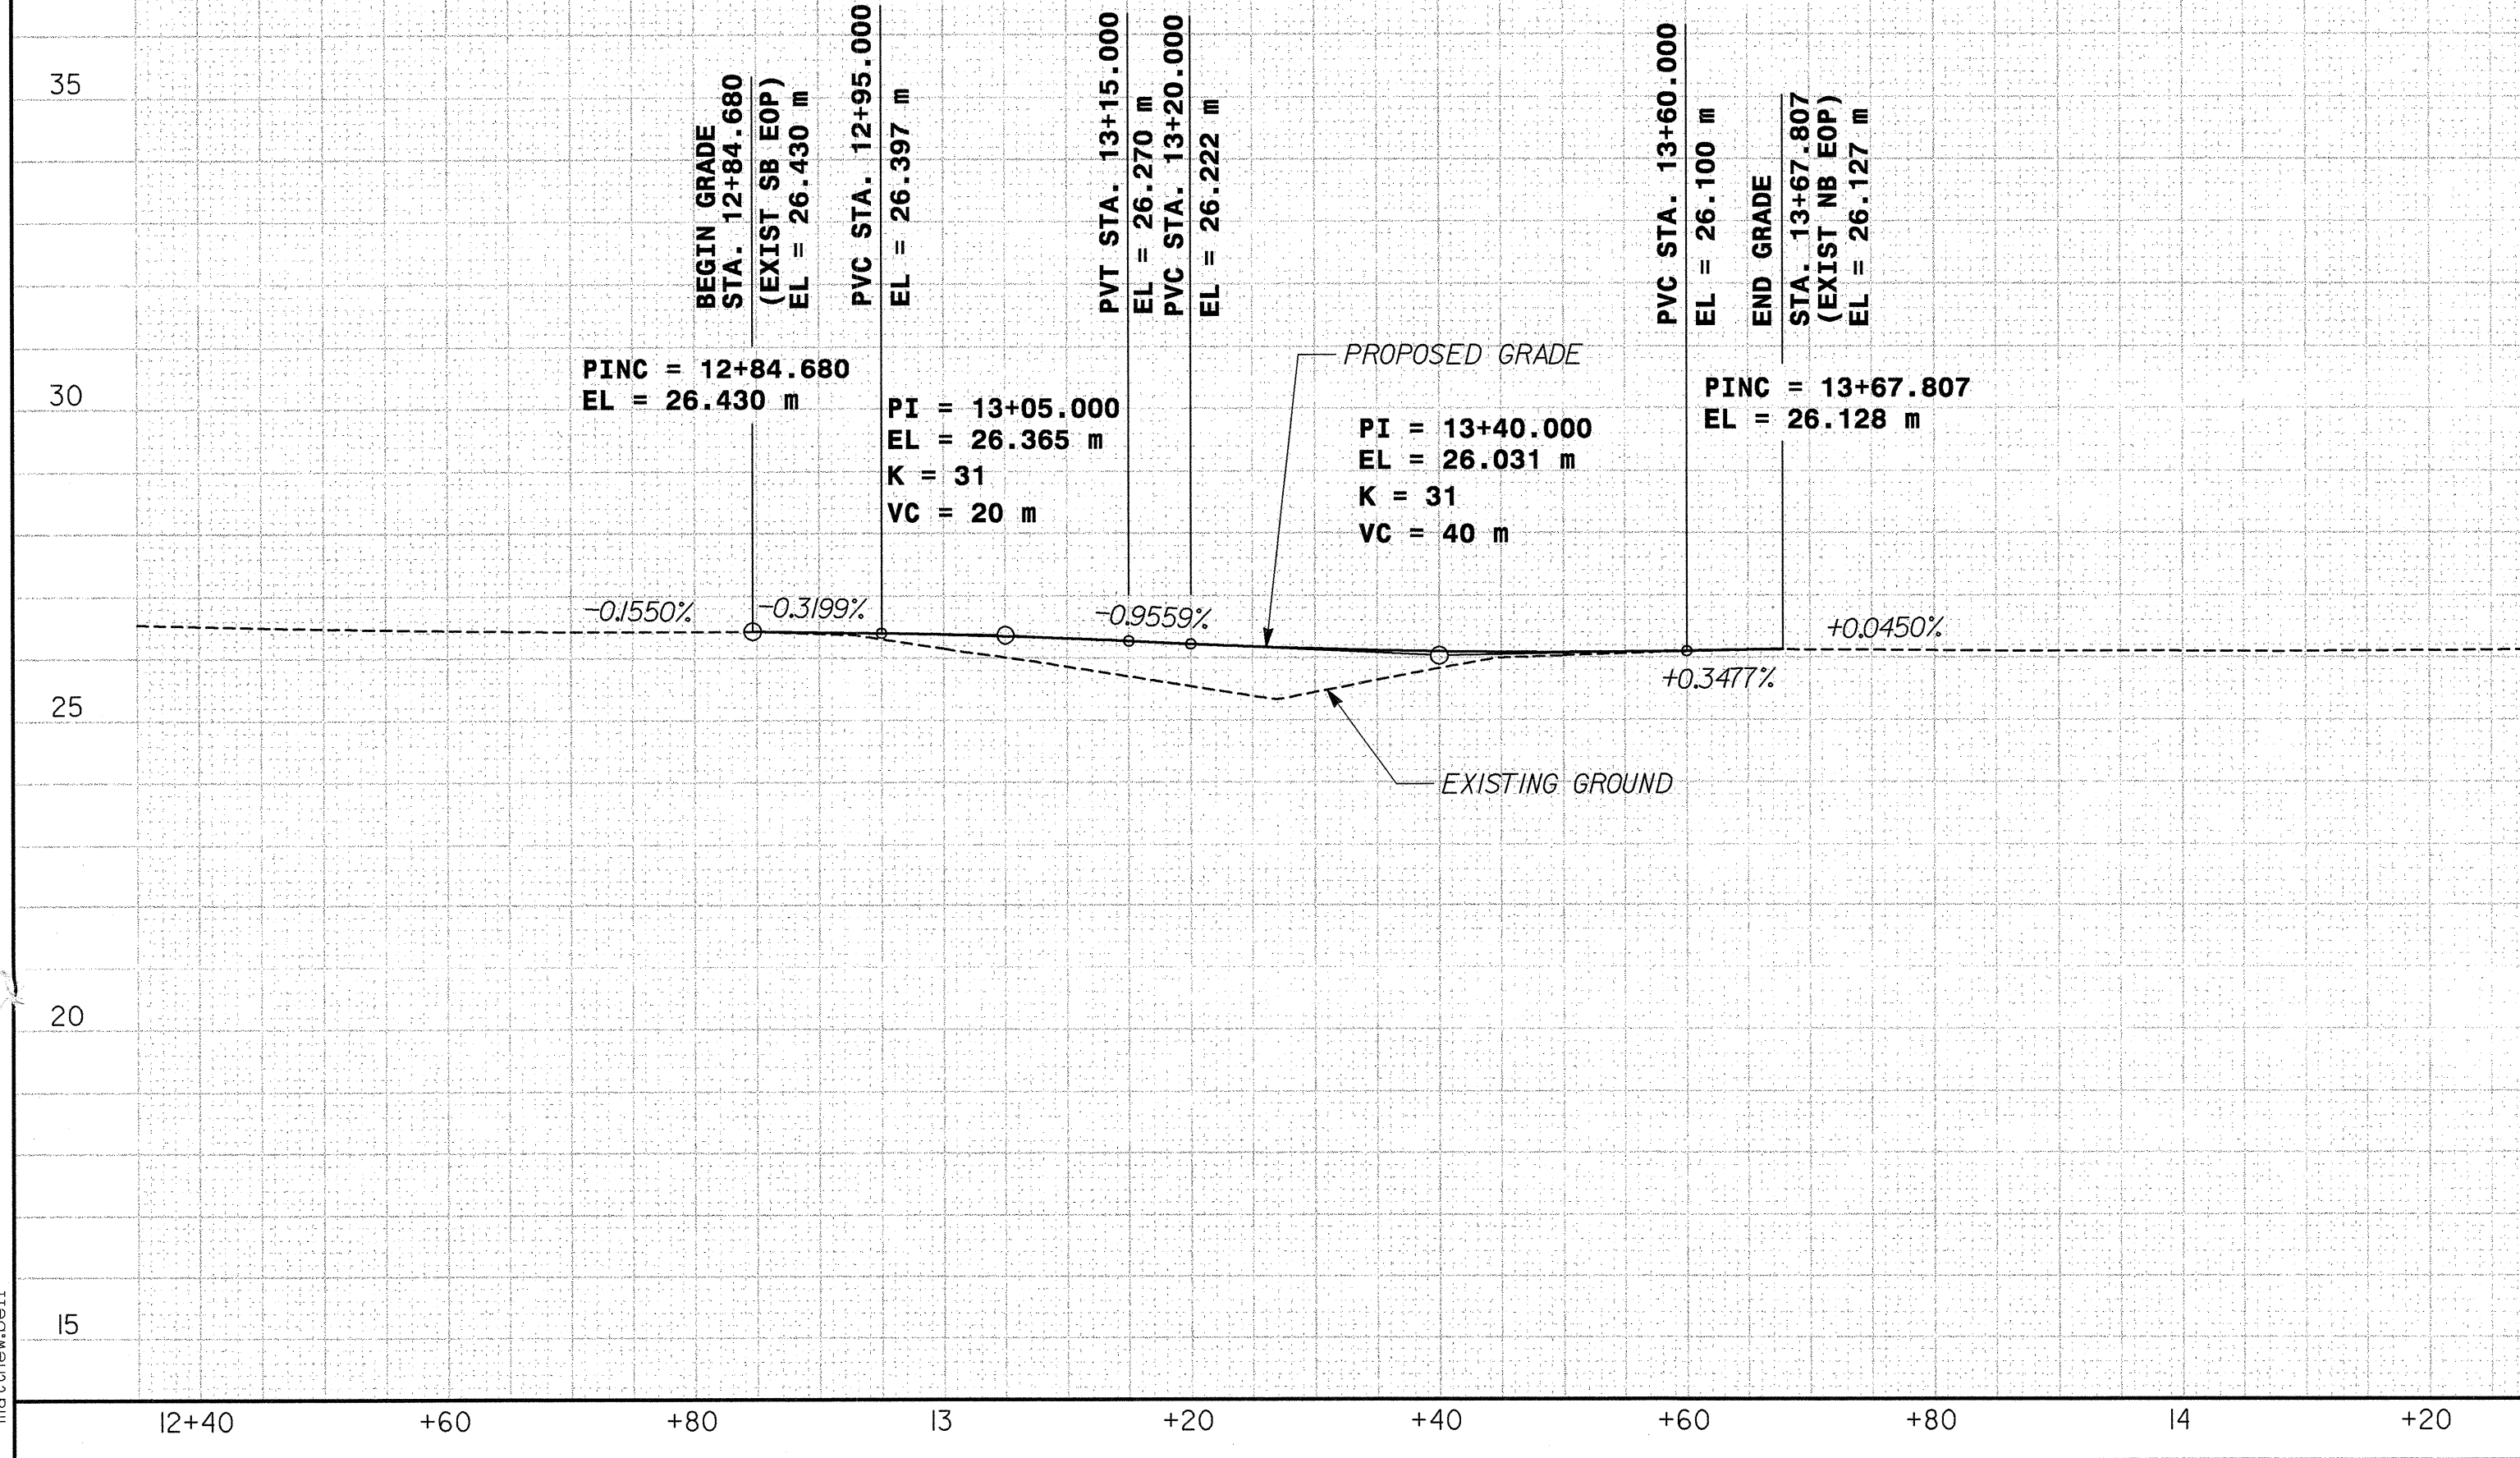 35
30
25
20
15
BEGIN GRADE
STA. 12+84.680
(EXIST SB EOP)
EL = 26.430 m
PVC STA. 12+95.000
EL = 26.397 m
PVT STA. 13+15.000
EL = 26.270 m
PVC STA. 13+20.000
EL = 26.222 m
PVC STA. 13+60.000
EL = 26.100 m
END GRADE
STA. 13+67.807
(EXIST NB EOP)
EL = 26.127 m
PINC = 12+84.680
EL = 26.430 m
PI = 13+05.000
EL = 26.365 m
K = 31
VC = 20 m
PROPOSED GRADE
PI = 13+40.000
EL = 26.031 m
K = 31
VC = 40 m
PINC = 13+67.807
EL = 26.128 m
-0.1550%
-0.3199%
-0.9559%
+0.3477%
+0.0450%
EXISTING GROUND
matthew.bell
12+40
+60
+80
13
+20
+40
+60
+80
14
+20